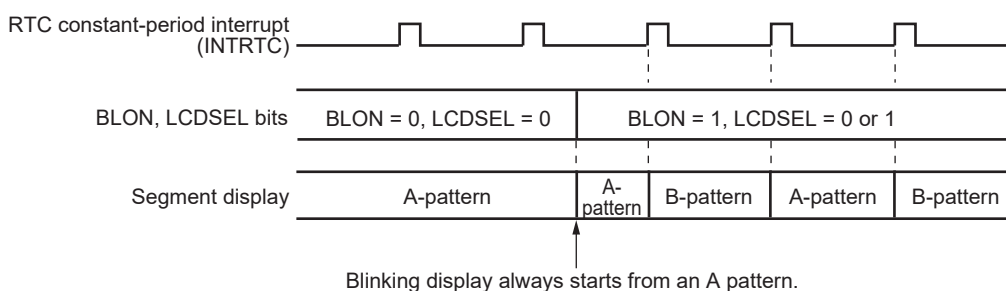 RTC constant-period interrupt
(INTRTC)
BLON, LCDSEL bits
BLON = 0, LCDSEL = 0
BLON = 1, LCDSEL = 0 or 1
Segment display
A-pattern
A-
pattern
B-pattern
A-pattern
B-pattern
Blinking display always starts from an A pattern.